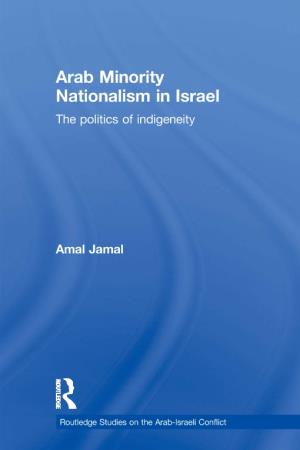 Arab Minority
Nationalism in Israel
The politics of indigeneity
Amal Jamal
ROUTLEDGE
Routledge Studies on the Arab-Israeli Conflict